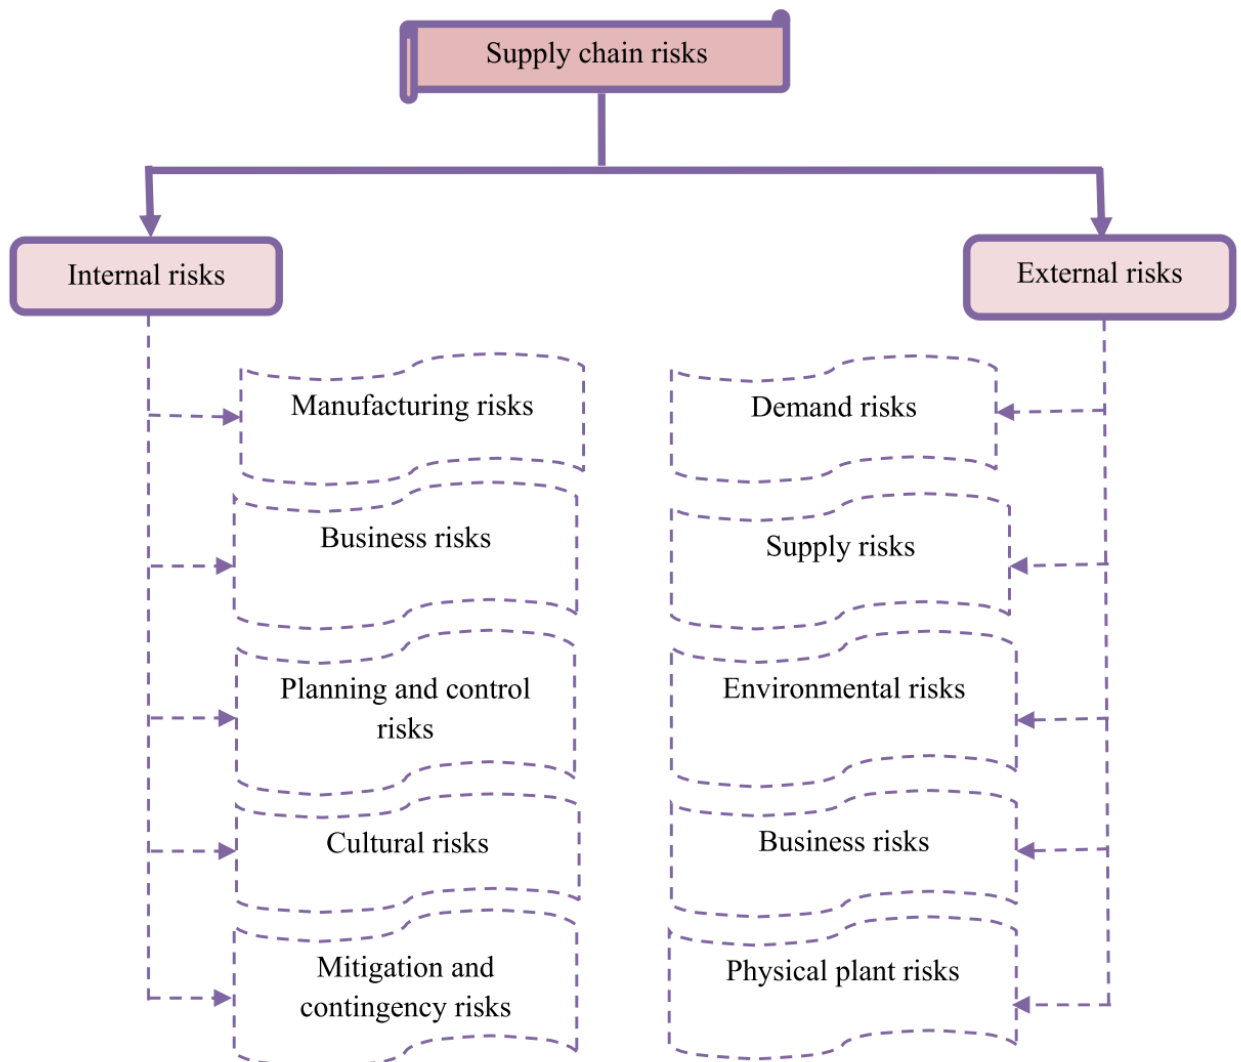 Supply chain risks
Internal risks
External risks
Manufacturing risks
Demand risks
Business risks
Supply risks
Planning and control
risks
Environmental risks
Cultural risks
Business risks
Mitigation and
contingency risks
Physical plant risks